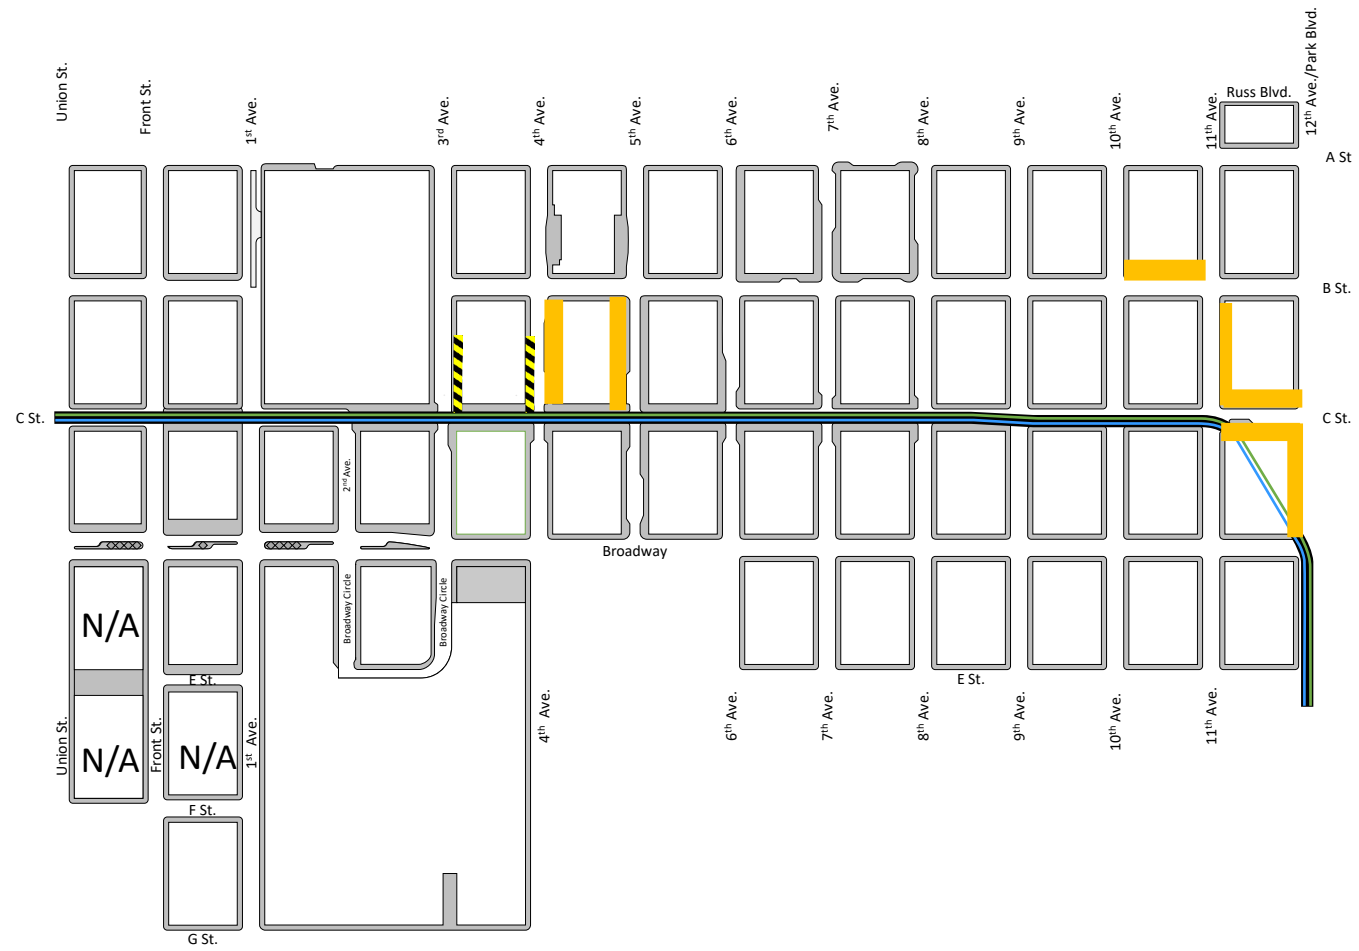 Union St.
Front St.
1st Ave.
3rd Ave.
4th Ave.
5th Ave.
6th Ave.
7th Ave.
8th Ave.
9th Ave.
10th Ave.
11th Ave.
12th Ave./Park Blvd.
Russ Blvd.
A St
B St.
C St.
C St.
2nd Ave.
Broadway
Broadway Circle
Broadway Circle
N/A
E St.
E St.
Union St.
N/A
Front St.
N/A
1st Ave.
4th Ave.
6th Ave.
7th Ave.
8th Ave.
9th Ave.
10th Ave.
11th Ave.
F St.
G St.